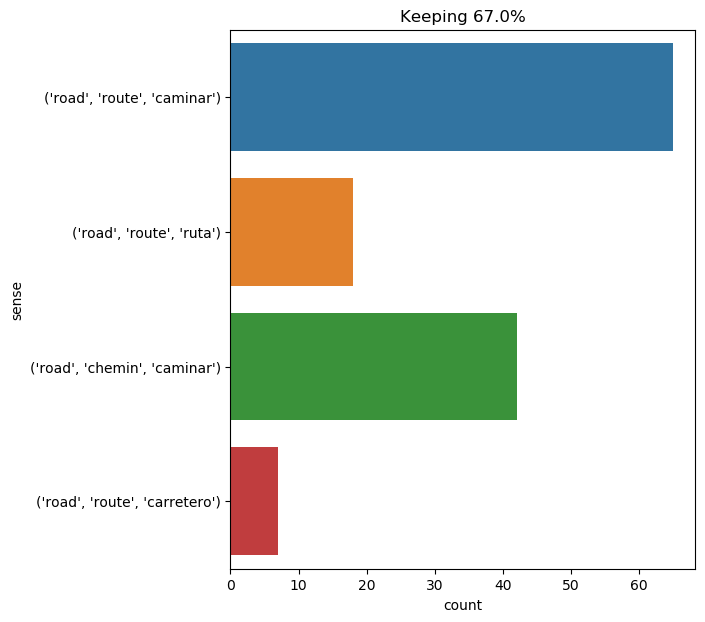 Keeping 67.0%
('road', 'route', 'caminar')
('road', 'route', 'ruta')
sense
('road', 'chemin', 'caminar')
('road', 'route', 'carretero')
0 10 20 30 40 50 60
count